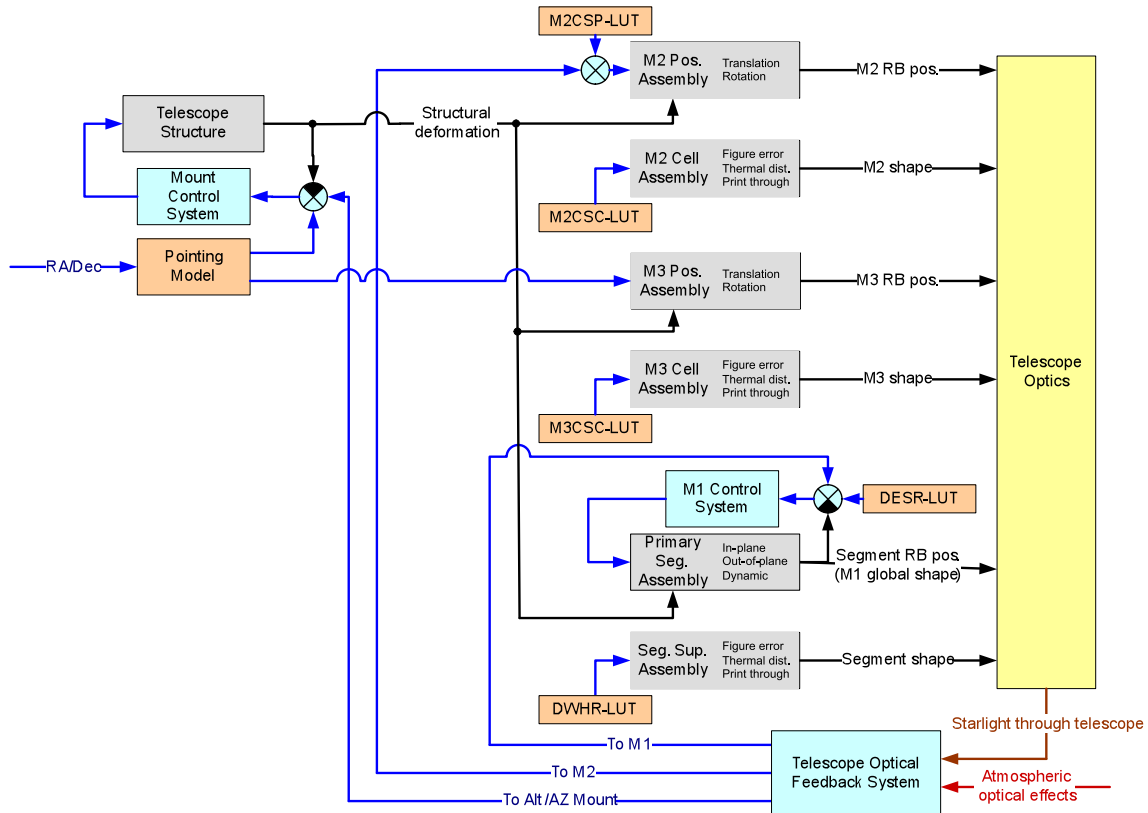 M2CSP-LUT
M2 Pos.
Assembly
Translation
Rotation
M2 RB pos.
Telescope
Structure
Structural
deformation
Mount
Control
System
M2 Cell
Assembly
Figure error
Thermal dist.
Print through
M2 shape
M2CSC-LUT
RA/Dec
Pointing
Model
M3 Pos.
Assembly
Translation
Rotation
M3 RB pos.
M3 Cell
Assembly
Figure error
Thermal dist.
Print through
M3 shape
Telescope
Optics
M3CSC-LUT
M1 Control
System
DESR-LUT
Primary
Seg.
Assembly
In-plane
Out-of-plane
Dynamic
Segment RB pos.
(M1 global shape)
Seg. Sup.
Assembly
Figure error
Thermal dist.
Print through
Segment shape
DWHR-LUT
Starlight through telescope
To M1
To M2
To Alt/AZ Mount
Telescope Optical
Feedback System
Atmospheric
optical effects